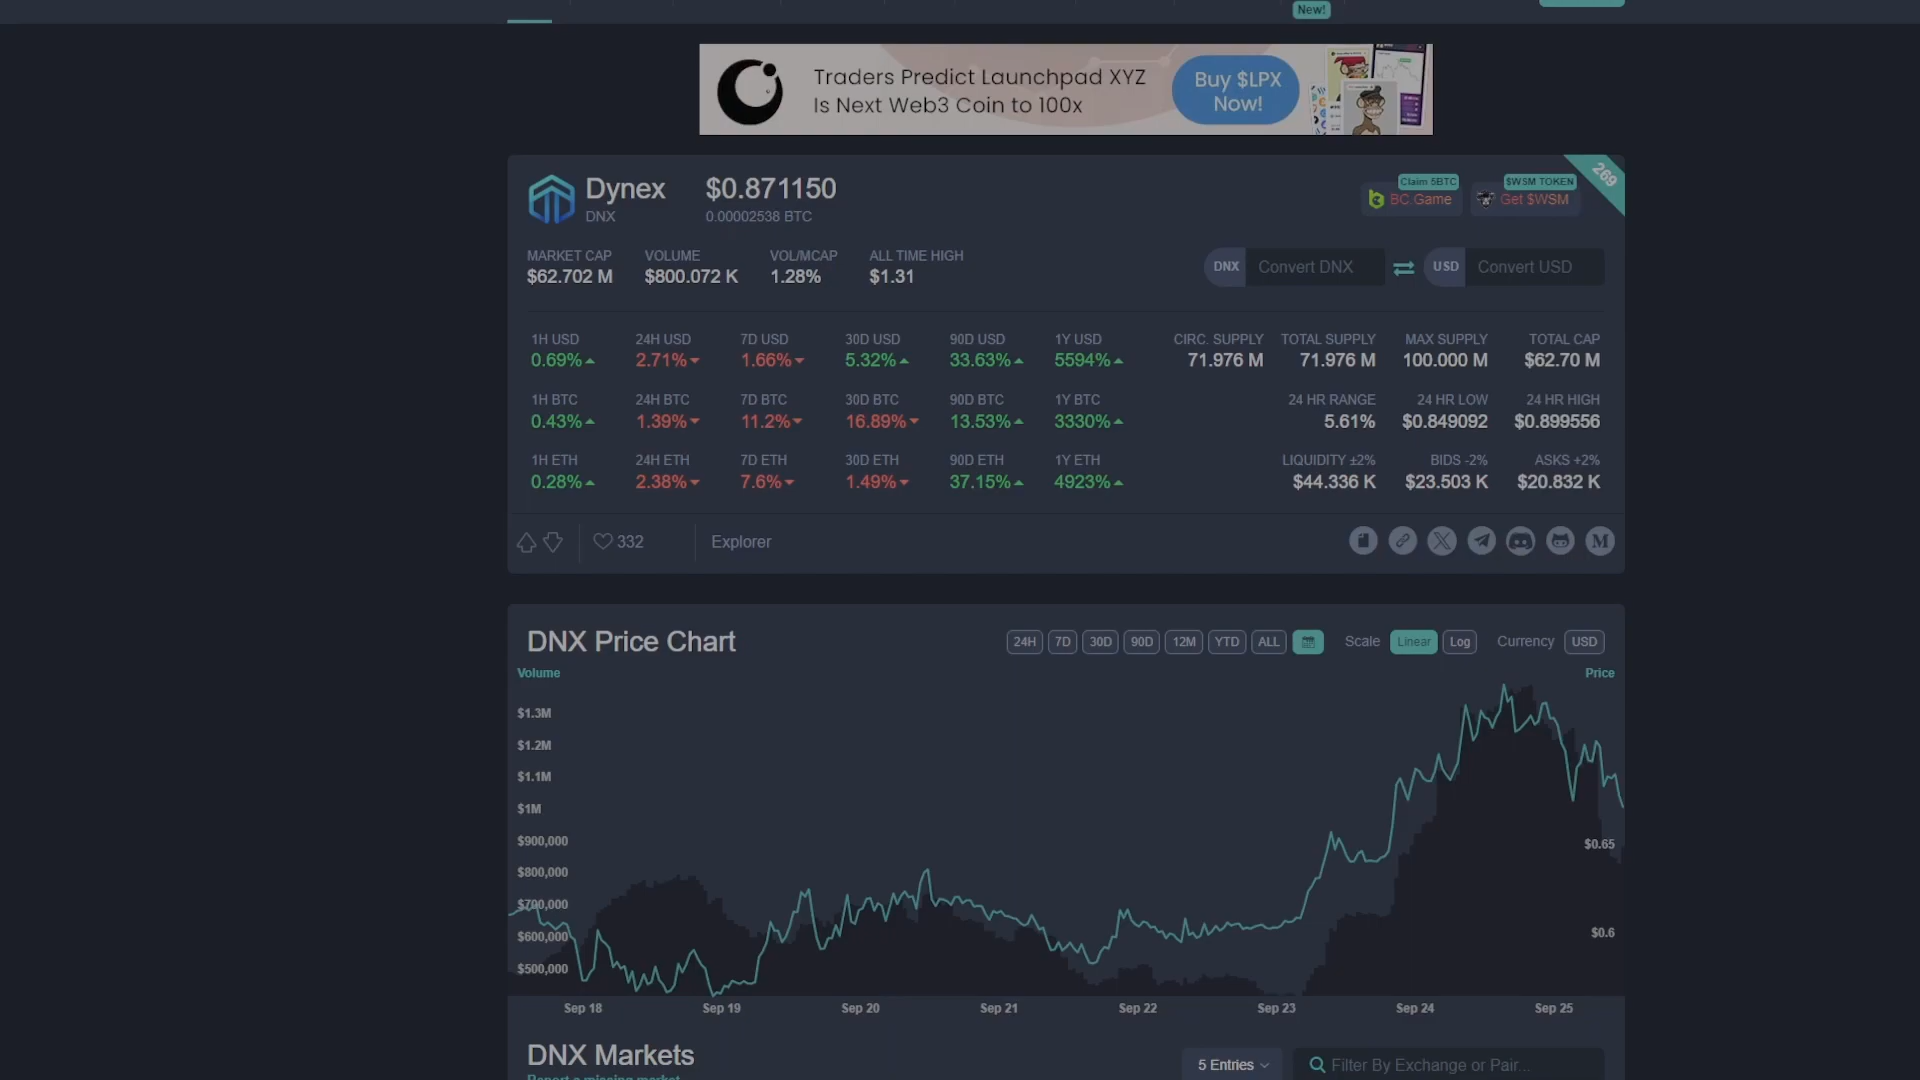 New!
Traders Predict Launchpad XYZ
Is Next Web3 Coin to 100x
Buy $LPX
Now!
Dynex
DNX
$0.871150
0.00002538 BTC
Claim 5BTC
BC.Game
$WSM TOKEN
Get $WSM
269
MARKET CAP VOLUME VOL/MCAP ALL TIME HIGH
$62.702 M $800.072 K 1.28% $1.31
DNX Convert DNX USD Convert USD
1H USD 24H USD 7D USD 30D USD 90D USD 1Y USD CIRC. SUPPLY TOTAL SUPPLY MAX SUPPLY TOTAL CAP
0.69% 2.71% 1.66% 5.32% 33.63% 5594% 71.976 M 71.976 M 100.000 M $62.70 M
1H BTC 24H BTC 7D BTC 30D BTC 90D BTC 1Y BTC 24 HR RANGE 24 HR LOW 24 HR HIGH
0.43% 1.39% 11.2% 16.89% 13.53% 3330% 5.61% $0.849092 $0.899556
1H ETH 24H ETH 7D ETH 30D ETH 90D ETH 1Y ETH LIQUIDITY ±2% BIDS -2% ASKS +2%
0.28% 2.38% 7.6% 1.49% 37.15% 4923% $44.336 K $23.503 K $20.832 K
332 Explorer
DNX Price Chart 24H 7D 30D 90D 12M YTD ALL Scale Linear Log Currency USD
Volume Price
$1.3M
$1.2M
$1.1M
$1M
$900,000 $0.65
$800,000
$700,000
$600,000 $0.6
$500,000
Sep 18 Sep 19 Sep 20 Sep 21 Sep 22 Sep 23 Sep 24 Sep 25
DNX Markets 5 Entries Filter By Exchange or Pair...
Report a missing market